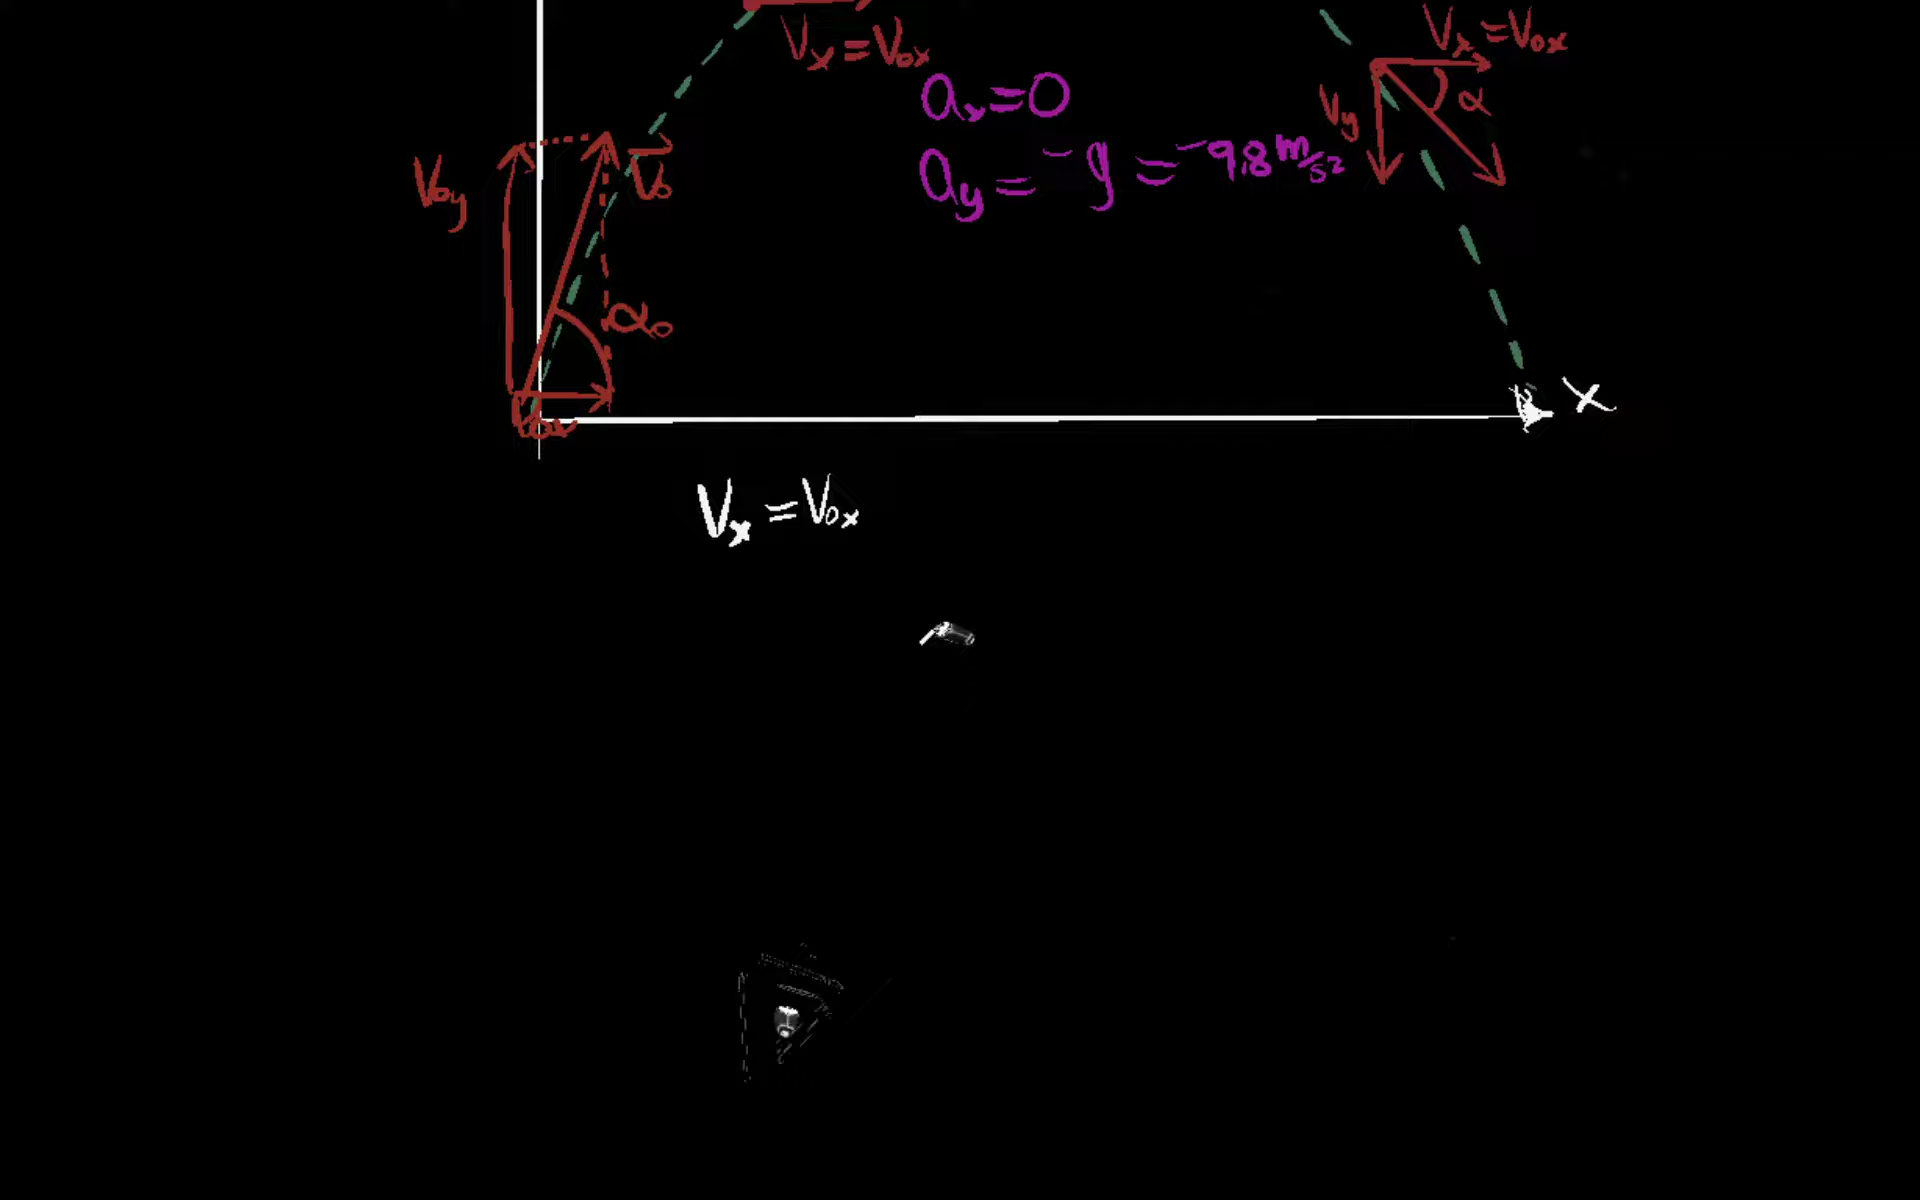 Vx = V0x
Vx = V0x
ax = 0
Vy
α
ay = -g = -9.8 m/s²
V0y
V0
α0
V0x
X
Vx = V0x